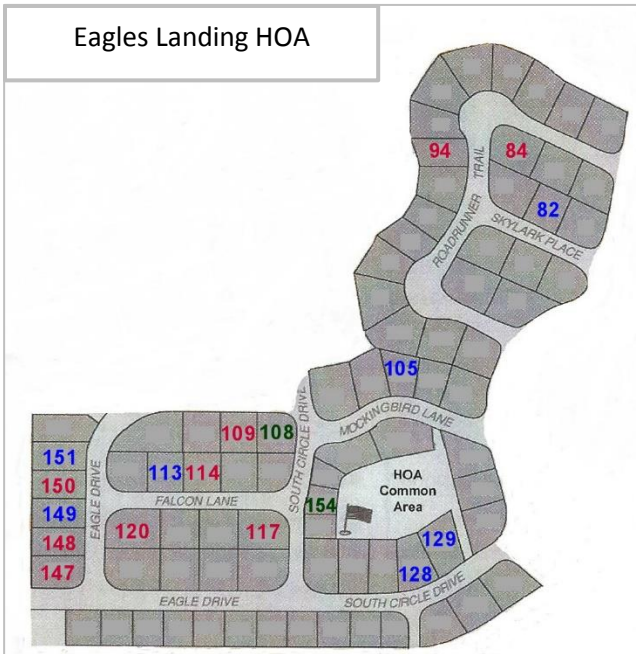 Eagles Landing HOA
94
84
TRAIL
82
ROADRUNNER
SKYLARK PLACE
105
SOUTH CIRCLE DRIVE
MOCKINGBIRD LANE
109
108
151
113
114
HOA
Common
Area
150
EAGLE DRIVE
FALCON LANE
154
149
120
117
129
148
128
147
EAGLE DRIVE
SOUTH CIRCLE DRIVE